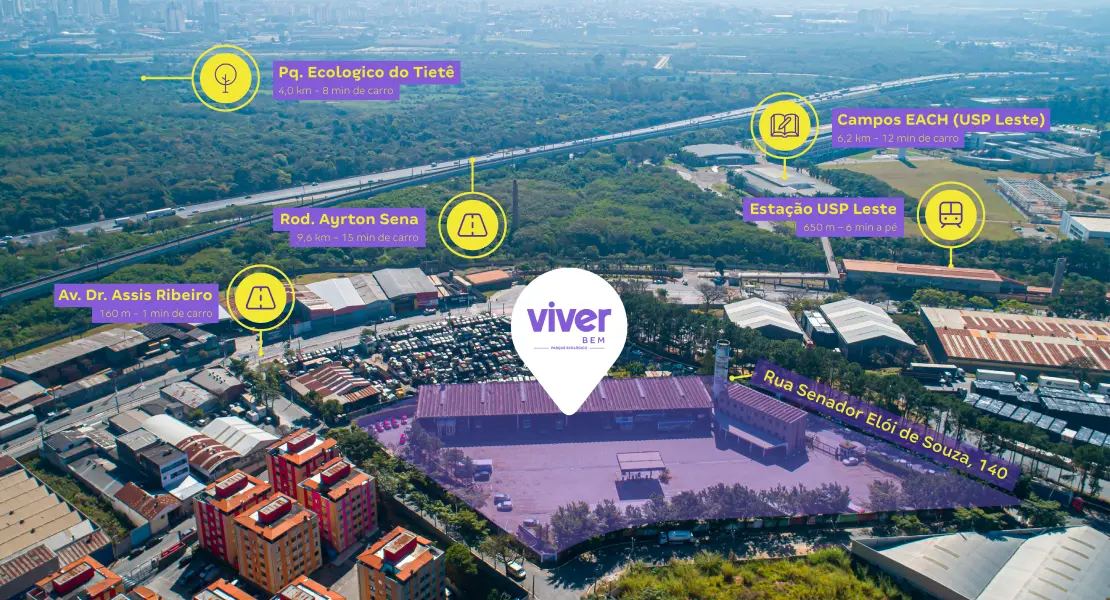 Pq. Ecologico do Tietê
4,0 km - 8 min de carro
Campos EACH (USP Leste)
6,2 km - 12 min de carro
Rod. Ayrton Sena
9,6 km - 15 min de carro
Estação USP Leste
650 m - 6 min a pé
Av. Dr. Assis Ribeiro
160 m - 1 min de carro
viver
BEM
PARQUE ECOLÓGICO
Rua Senador Elói de Souza, 140